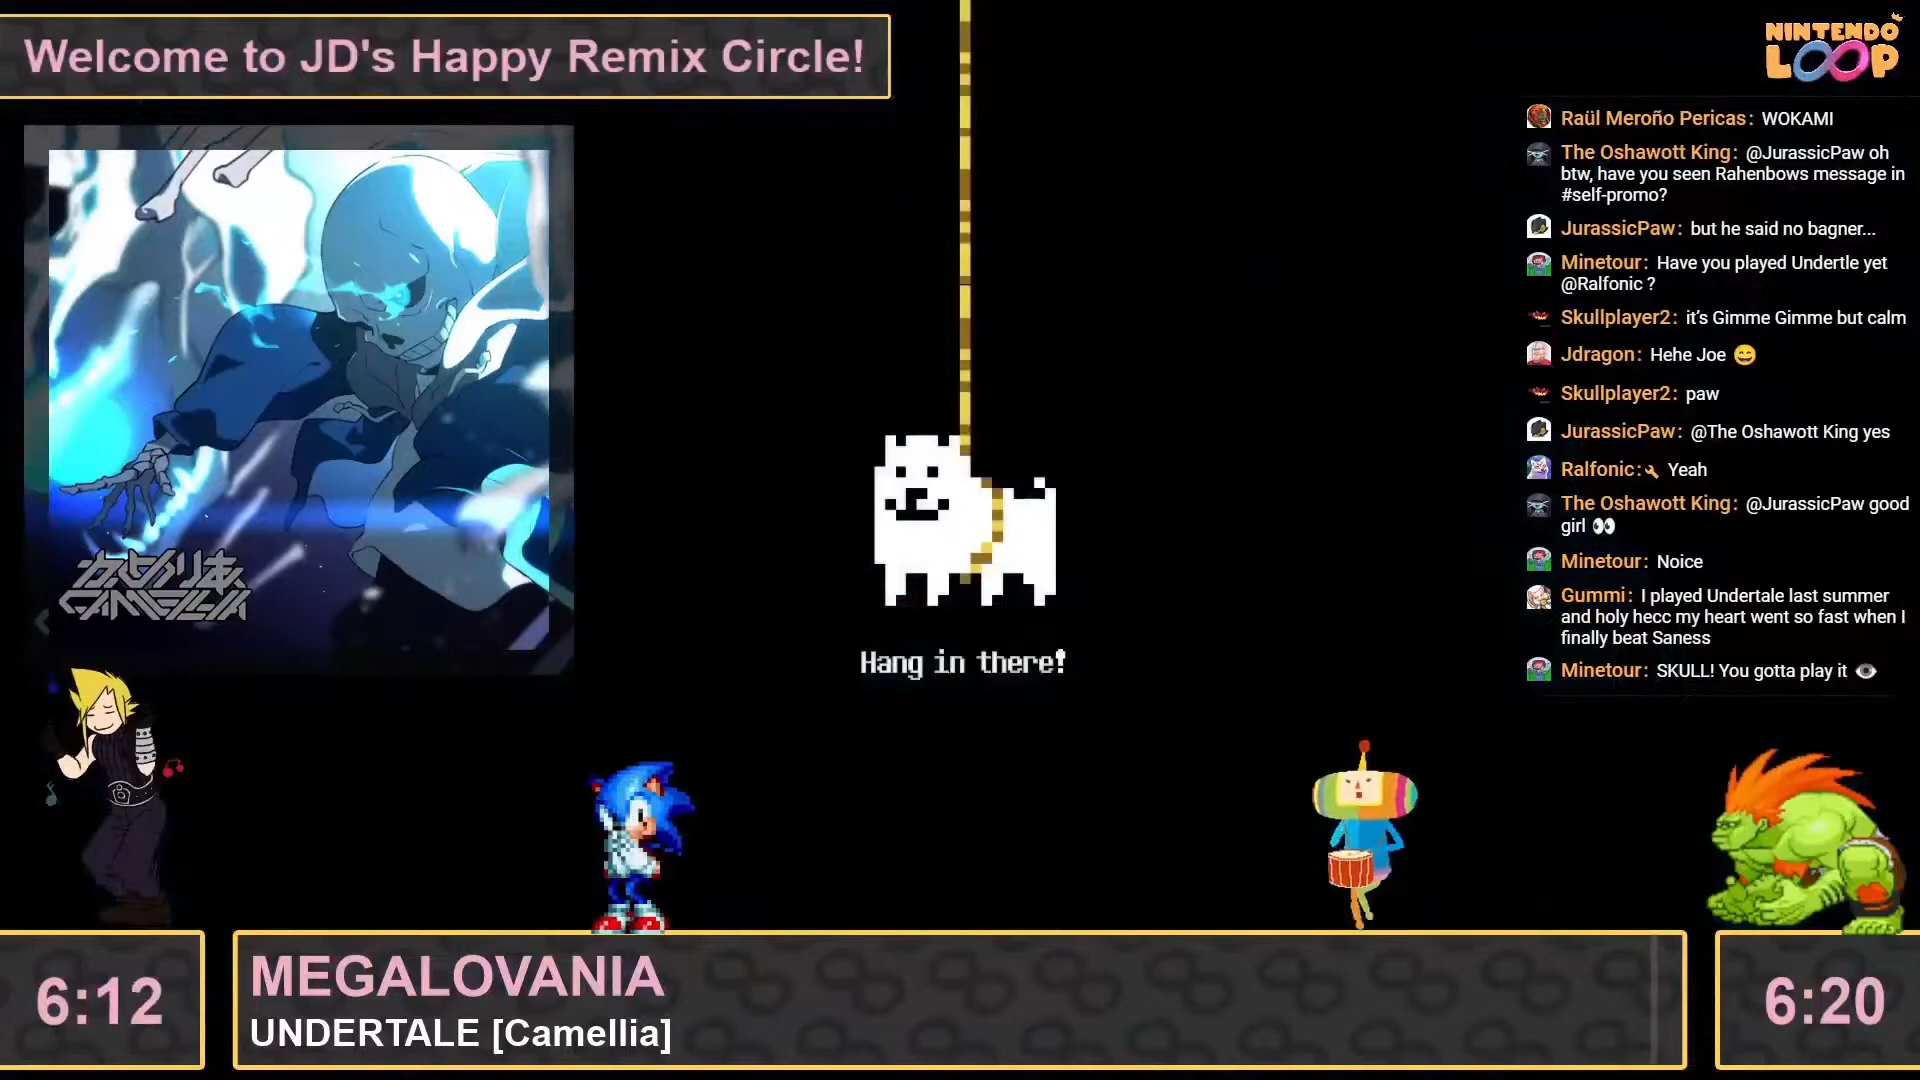 Welcome to JD's Happy Remix Circle!
NINTENDO
LOOP
Raül Meroño Pericas: WOKAMI
The Oshawott King: @JurassicPaw oh
btw, have you seen Rahenbows message in
#self-promo?
JurassicPaw: but he said no bagner...
Minetour: Have you played Undertle yet
@Ralfonic ?
Skullplayer2: it's Gimme Gimme but calm
Jdragon: Hehe Joe 😄
Skullplayer2: paw
JurassicPaw: @The Oshawott King yes
Ralfonic:🔧 Yeah
The Oshawott King: @JurassicPaw good
girl 👀
Minetour: Noice
Gummi: I played Undertale last summer
and holy hecc my heart went so fast when I
finally beat Saness
Minetour: SKULL! You gotta play it 👁
かめりあ
CAMELLIA
Hang in there!
6:12
MEGALOVANIA
UNDERTALE [Camellia]
6:20